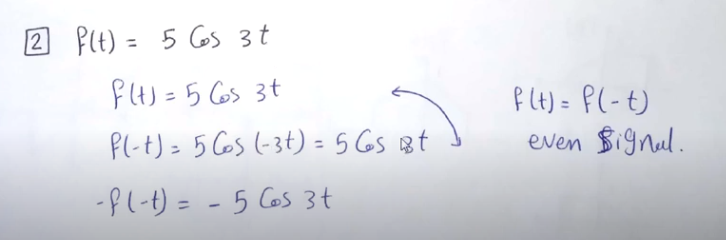 2 f(t) = 5 Cos 3t
f(t) = 5 Cos 3t
f(-t) = 5 Cos (-3t) = 5 Cos 3t
-f(-t) = - 5 Cos 3t
f(t) = f(-t)
even Signal.